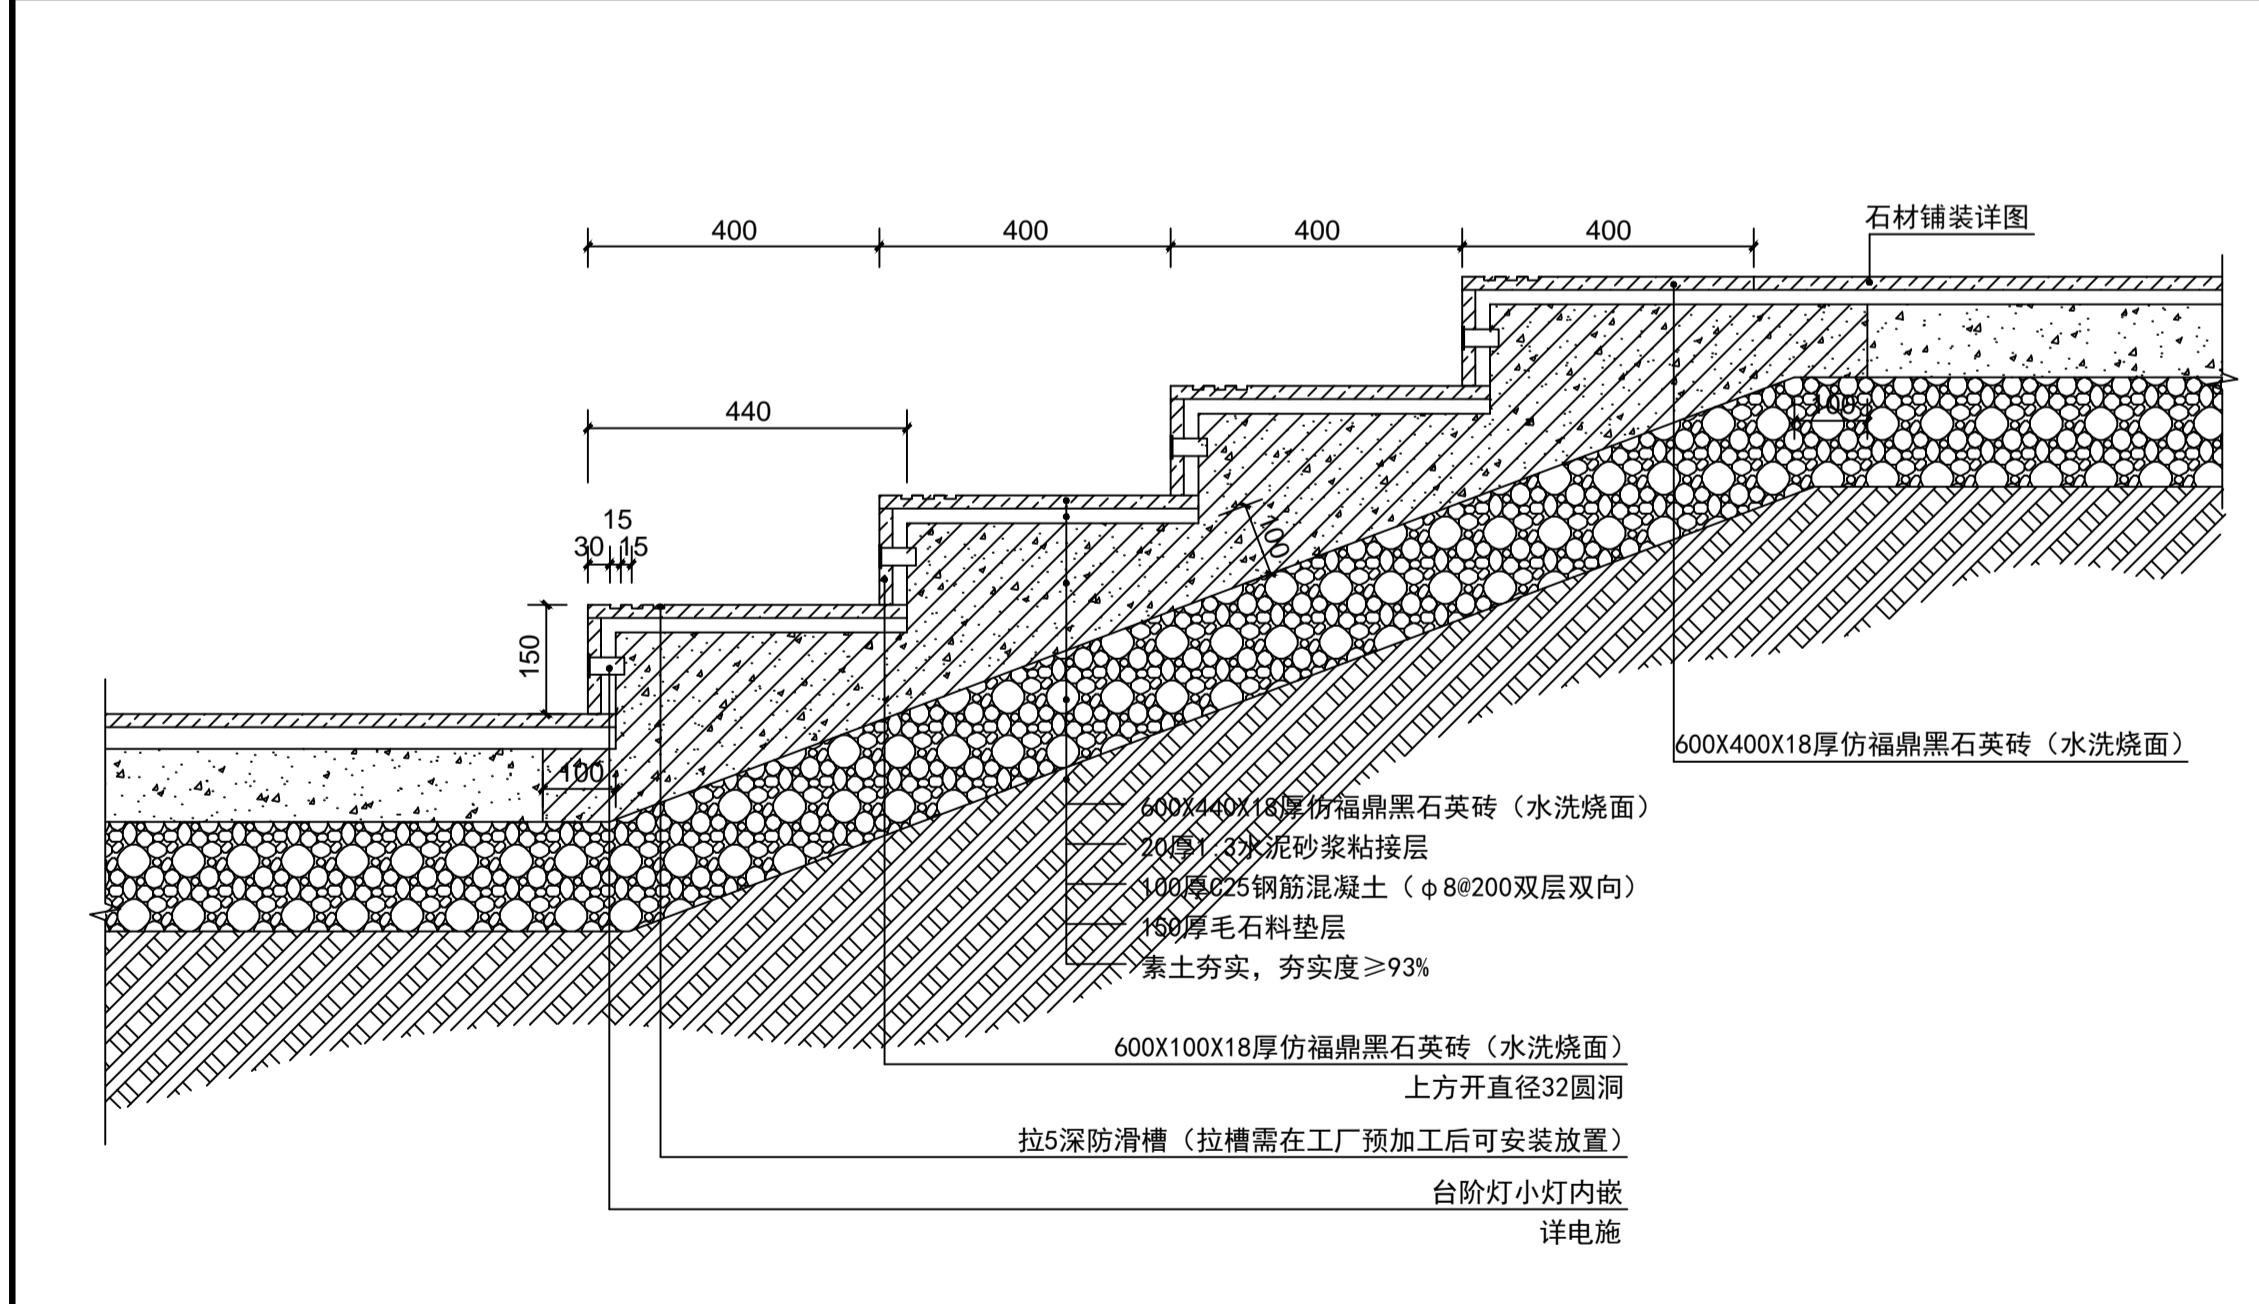 400
400
400
400
石材铺装详图
440
100
15
30
15
100
150
100
600X400X18厚仿福鼎黑石英砖（水洗烧面）
600X440X18厚仿福鼎黑石英砖（水洗烧面）
20厚1:3水泥砂浆粘接层
100厚C25钢筋混凝土（φ8@200双层双向）
150厚毛石料垫层
素土夯实，夯实度≥93%
600X100X18厚仿福鼎黑石英砖（水洗烧面）
上方开直径32圆洞
拉5深防滑槽（拉槽需在工厂预加工后可安装放置）
台阶灯小灯内嵌
详电施